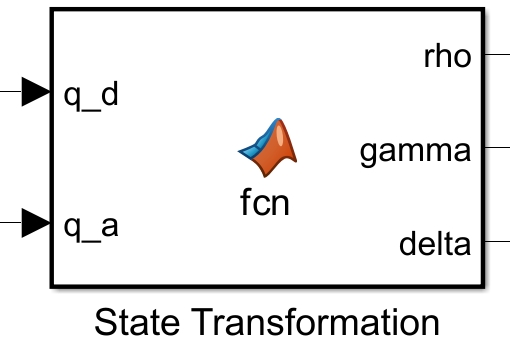 rho
q_d
gamma
fcn
q_a
delta
State Transformation